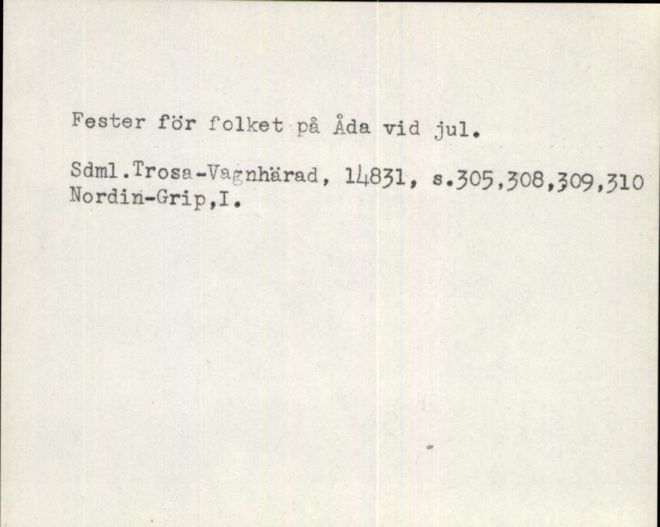 Fester för folket på Åda vid jul.
Sdml.Trosa-Vagnhärad, 14831, s.305,308,309,310
Nordin-Grip,I.